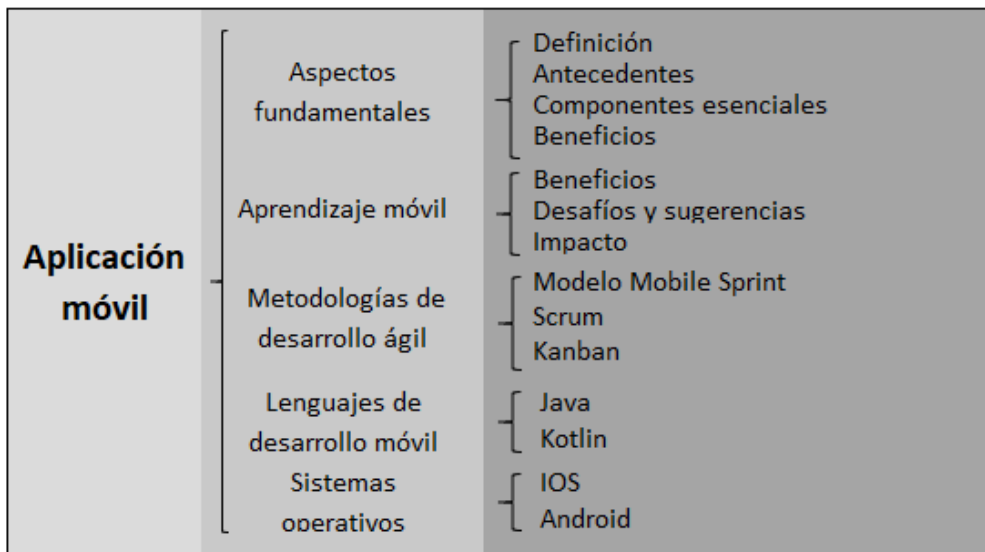 Aplicación
móvil
Aspectos
fundamentales
Definición
Antecedentes
Componentes esenciales
Beneficios
Aprendizaje móvil
Beneficios
Desafíos y sugerencias
Impacto
Metodologías de
desarrollo ágil
Modelo Mobile Sprint
Scrum
Kanban
Lenguajes de
desarrollo móvil
Java
Kotlin
Sistemas
operativos
IOS
Android